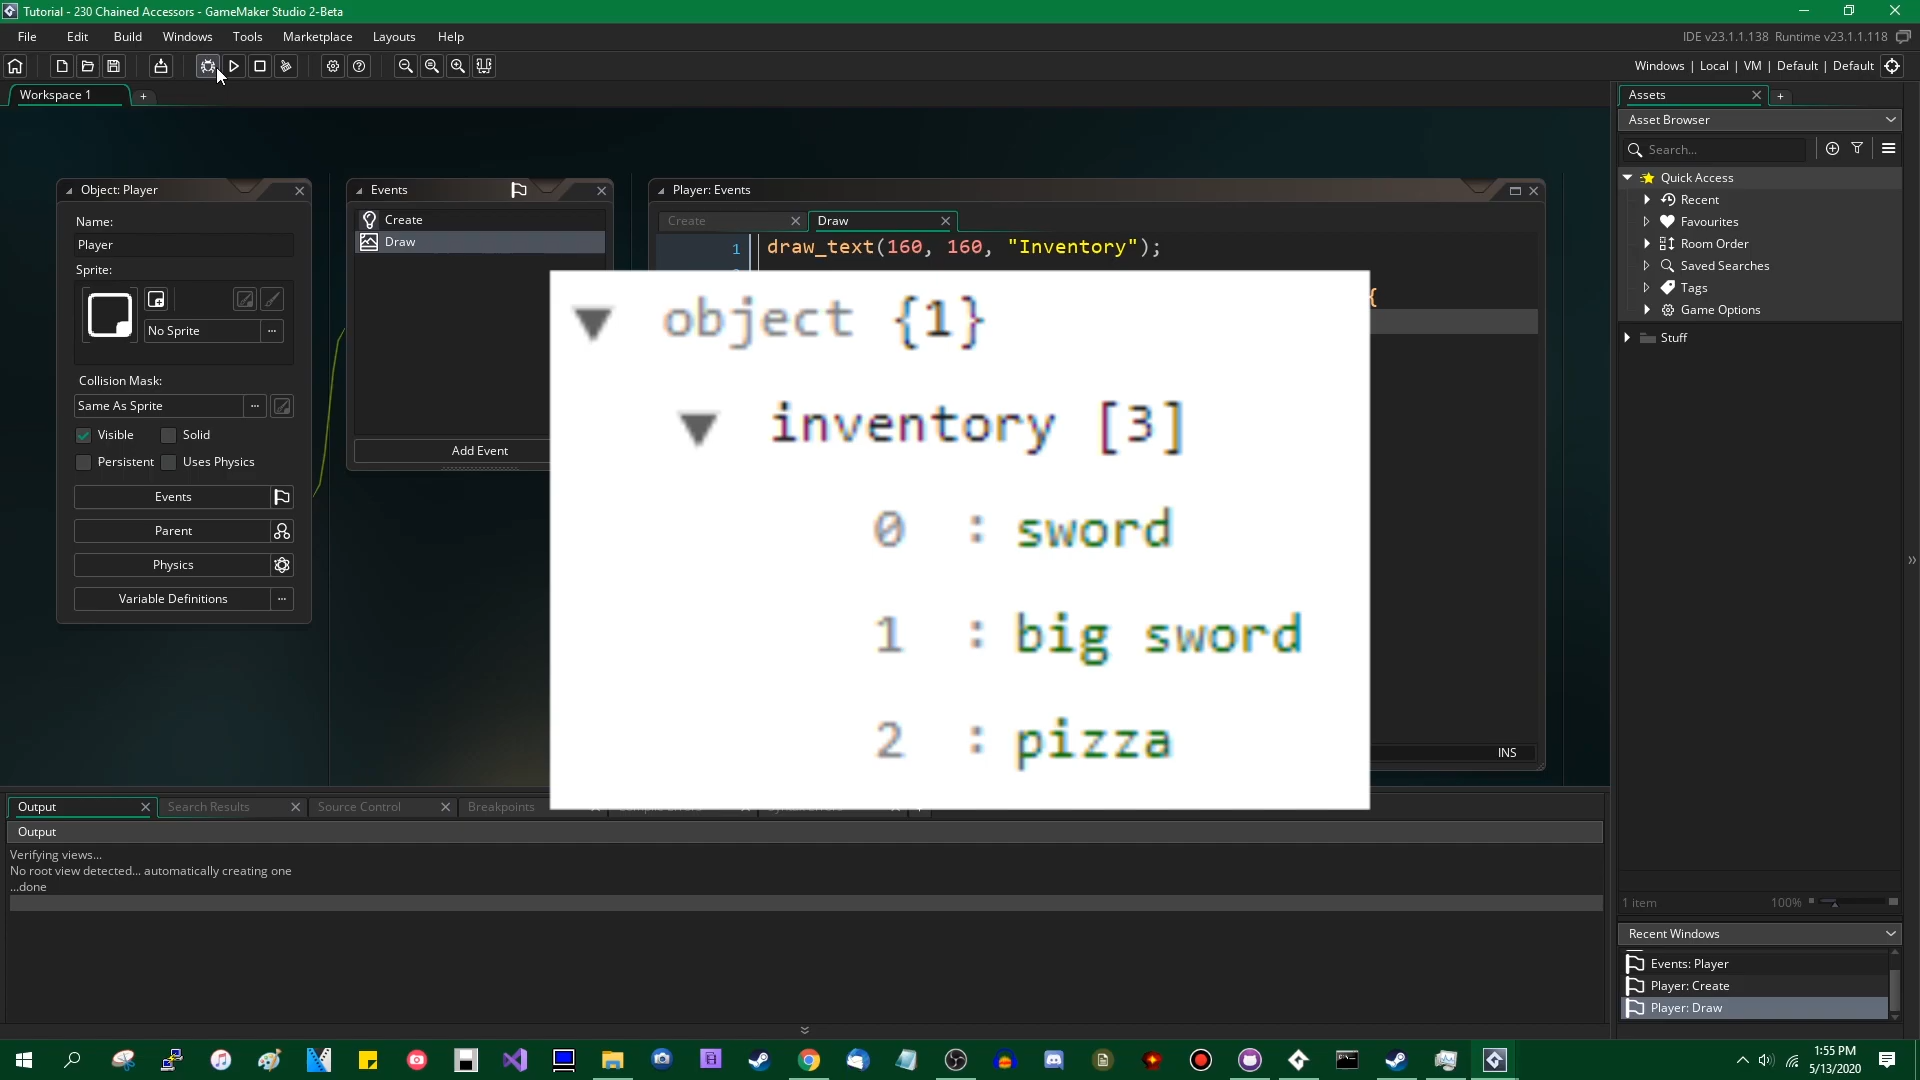 Tutorial - 230 Chained Accessors - GameMaker Studio 2-Beta
File Edit Build Windows Tools Marketplace Layouts Help
IDE v23.1.1.138 Runtime v23.1.1.118
Windows | Local | VM | Default | Default
Workspace 1
Assets
Asset Browser
Search...
Quick Access
Recent
Favourites
Room Order
Saved Searches
Tags
Game Options
Stuff
Object: Player
Name:
Player
Sprite:
No Sprite
Collision Mask:
Same As Sprite
Visible Solid
Persistent Uses Physics
Events
Parent
Physics
Variable Definitions
Events
Create
Draw
Add Event
Player: Events
Create Draw
1 draw_text(160, 160, "Inventory");
{
object {1}
inventory [3]
0 : sword
1 : big sword
2 : pizza
INS
Output Search Results Source Control Breakpoints
Output
Verifying views...
No root view detected... automatically creating one
...done
1 item 100%
Recent Windows
Events: Player
Player: Create
Player: Draw
1:55 PM
5/13/2020